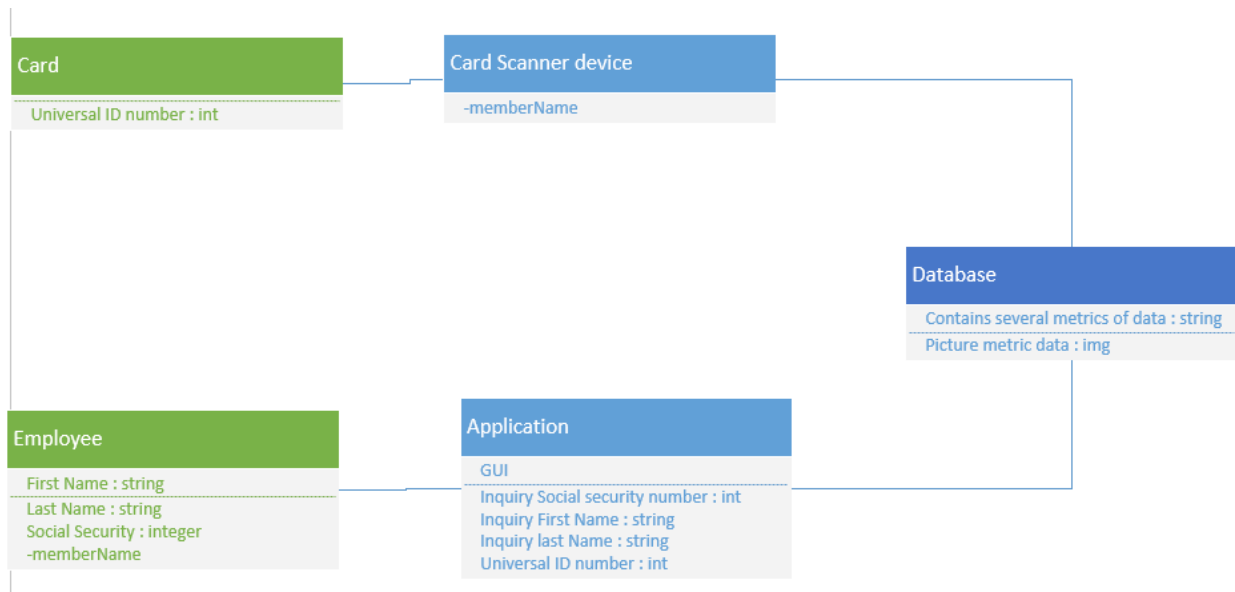 Card
Universal ID number : int
Card Scanner device
-memberName
Database
Contains several metrics of data : string
Picture metric data : img
Employee
First Name : string
Last Name : string
Social Security : integer
-memberName
Application
GUI
Inquiry Social security number : int
Inquiry First Name : string
Inquiry last Name : string
Universal ID number : int